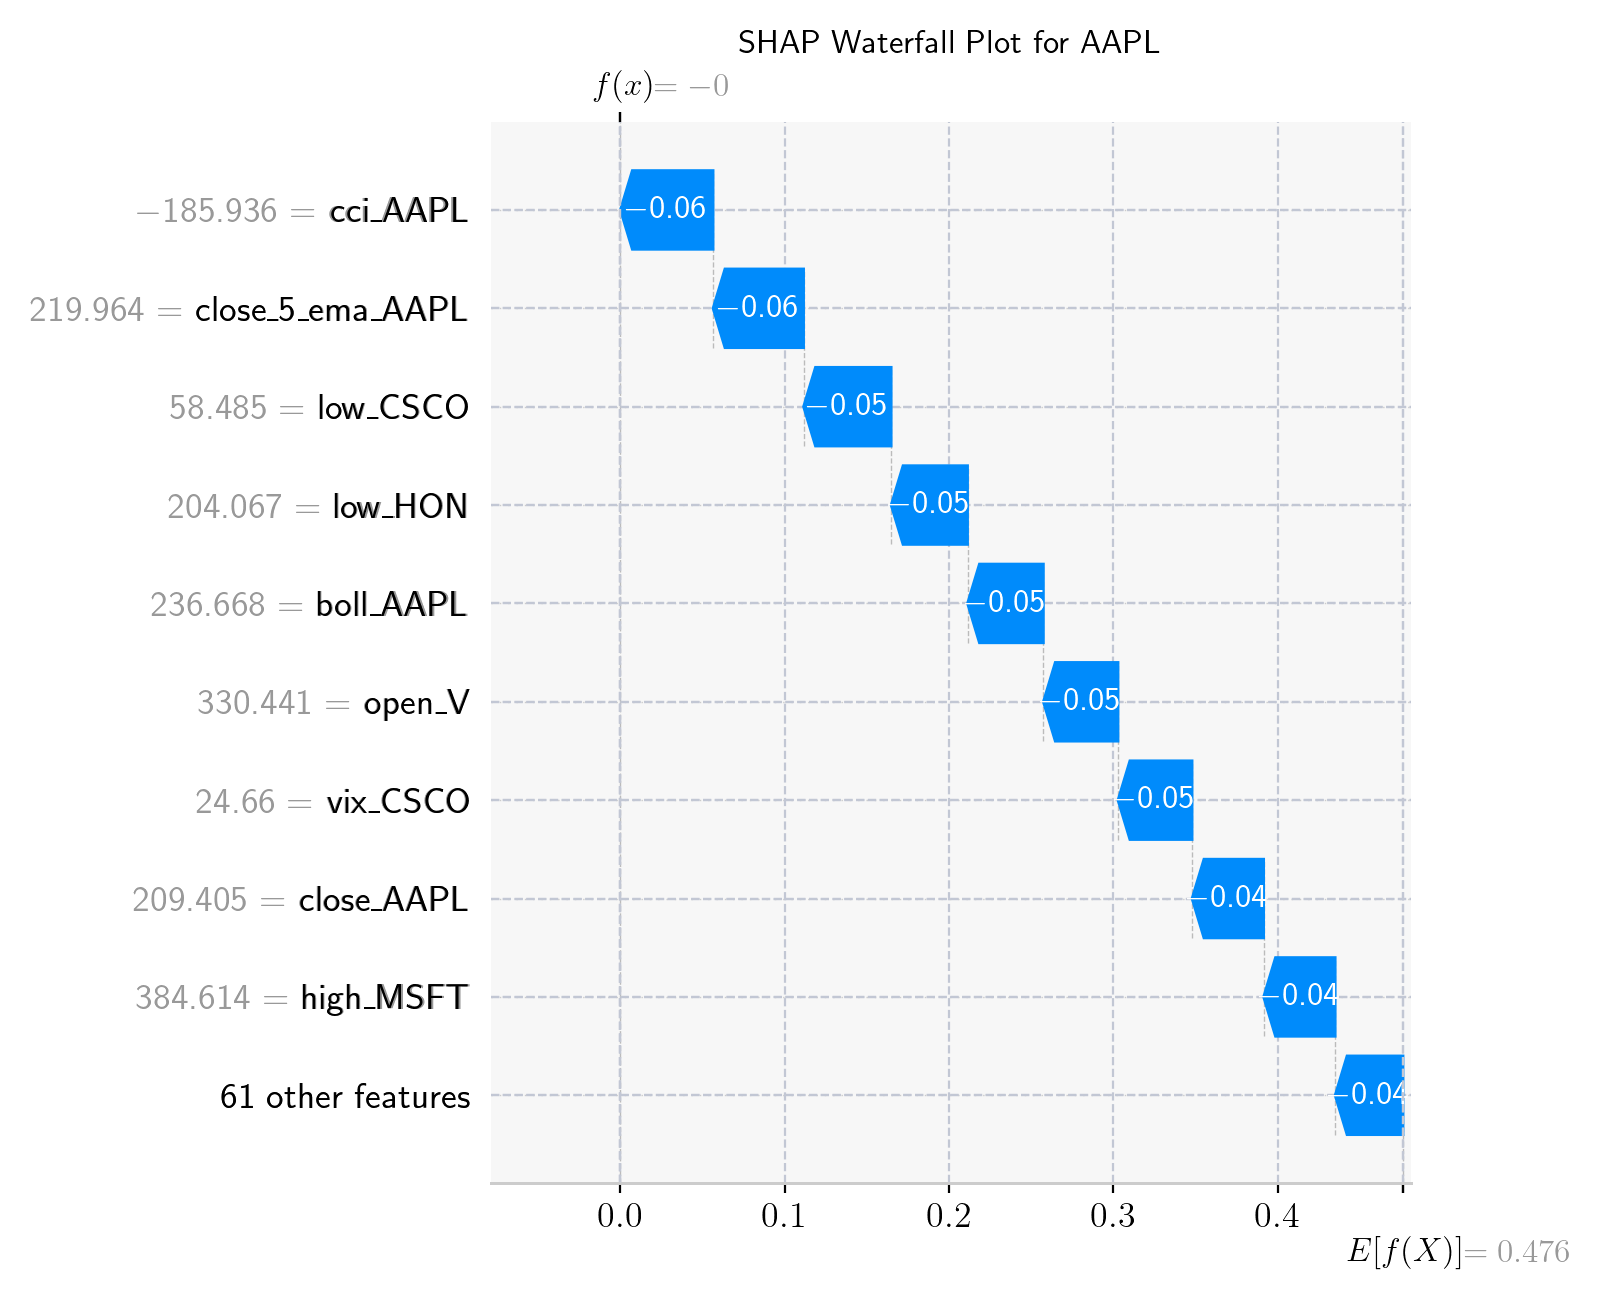 SHAP Waterfall Plot for AAPL
f(x) = −0
−185.936 = cci_AAPL
−0.06
219.964 = close_5_ema_AAPL
−0.06
58.485 = low_CSCO
−0.05
204.067 = low_HON
−0.05
236.668 = boll_AAPL
−0.05
330.441 = open_V
−0.05
24.66 = vix_CSCO
−0.05
209.405 = close_AAPL
−0.04
384.614 = high_MSFT
−0.04
61 other features
−0.04
0.0 0.1 0.2 0.3 0.4
E[f(X)] = 0.476